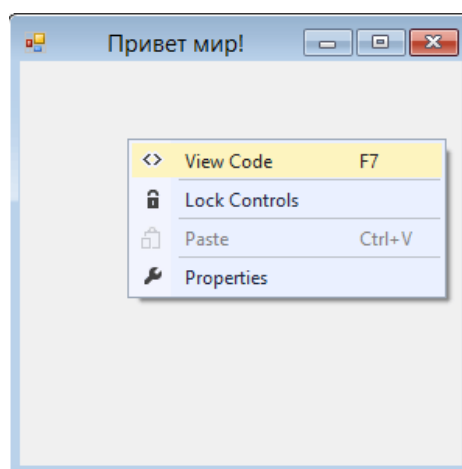 Привет мир!
View Code F7
Lock Controls
Paste Ctrl+V
Properties